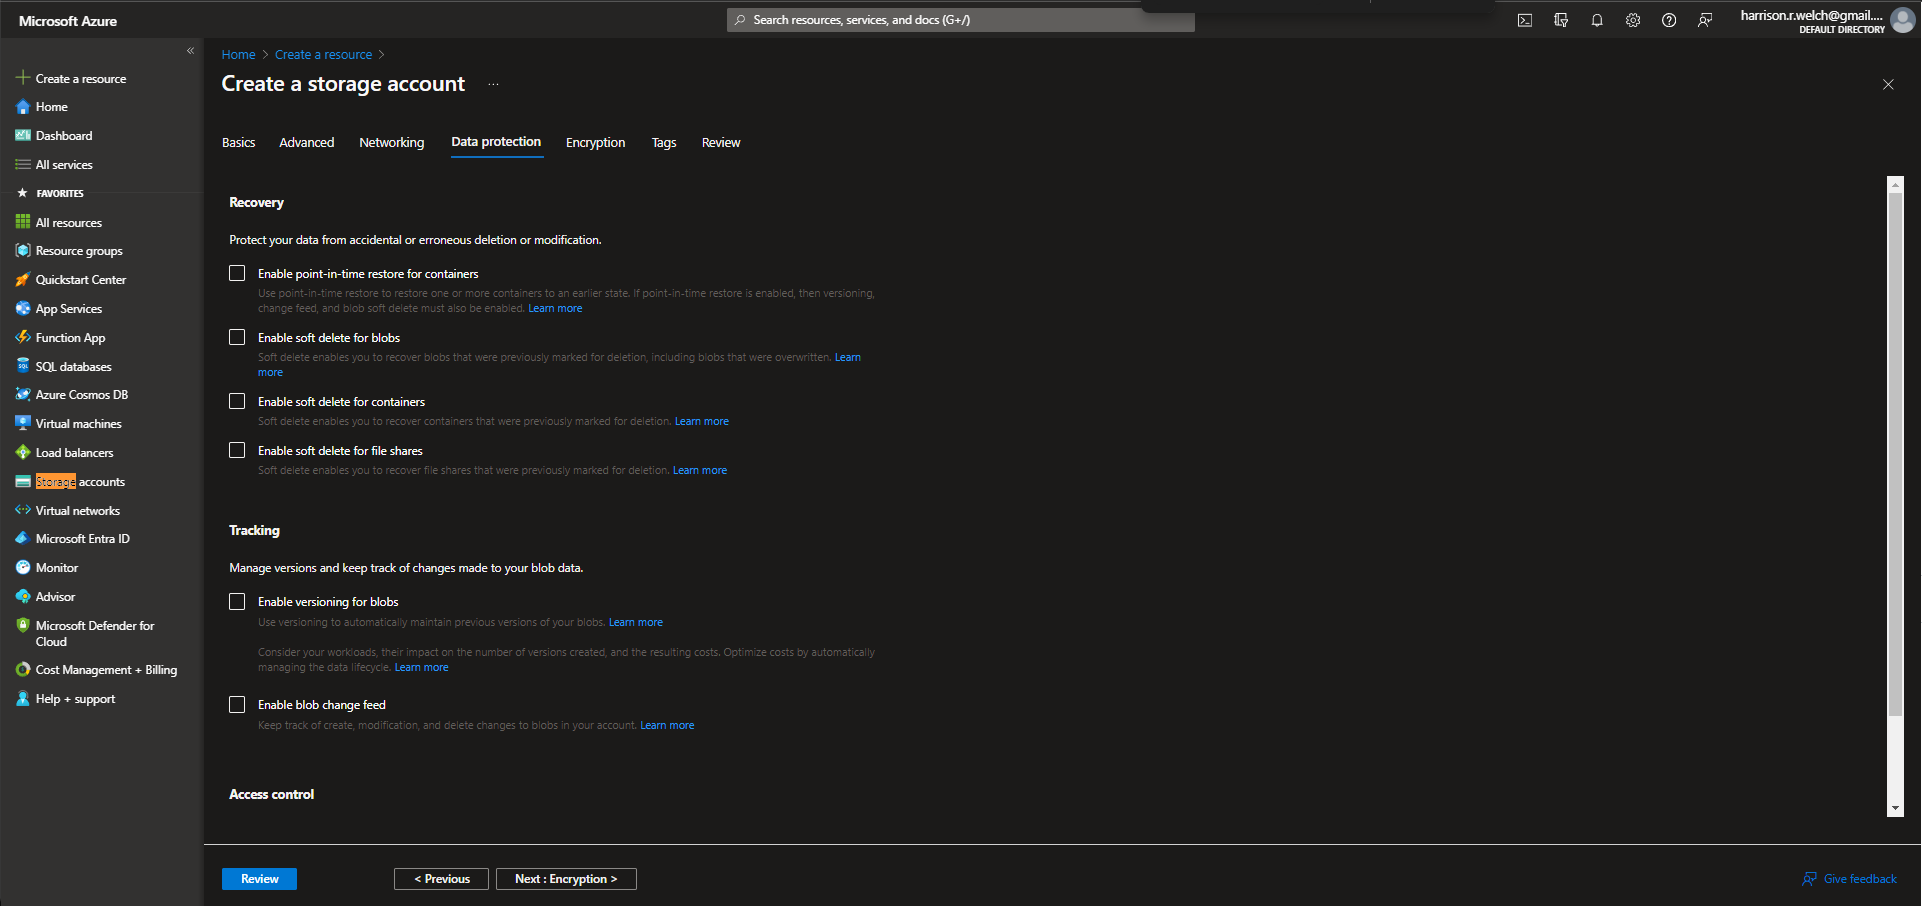 Microsoft Azure
Search resources, services, and docs (G+/)
harrison.r.welch@gmail....
DEFAULT DIRECTORY
«
Create a resource
Home
Dashboard
All services
FAVORITES
All resources
Resource groups
Quickstart Center
App Services
Function App
SQL databases
Azure Cosmos DB
Virtual machines
Load balancers
Storage accounts
Virtual networks
Microsoft Entra ID
Monitor
Advisor
Microsoft Defender for
Cloud
Cost Management + Billing
Help + support
Home > Create a resource >
Create a storage account ...
Basics Advanced Networking Data protection Encryption Tags Review
Recovery
Protect your data from accidental or erroneous deletion or modification.
Enable point-in-time restore for containers
Use point-in-time restore to restore one or more containers to an earlier state. If point-in-time restore is enabled, then versioning,
change feed, and blob soft delete must also be enabled. Learn more
Enable soft delete for blobs
Soft delete enables you to recover blobs that were previously marked for deletion, including blobs that were overwritten. Learn
more
Enable soft delete for containers
Soft delete enables you to recover containers that were previously marked for deletion. Learn more
Enable soft delete for file shares
Soft delete enables you to recover file shares that were previously marked for deletion. Learn more
Tracking
Manage versions and keep track of changes made to your blob data.
Enable versioning for blobs
Use versioning to automatically maintain previous versions of your blobs. Learn more
Consider your workloads, their impact on the number of versions created, and the resulting costs. Optimize costs by automatically
managing the data lifecycle. Learn more
Enable blob change feed
Keep track of create, modification, and delete changes to blobs in your account. Learn more
Access control
Review
< Previous
Next : Encryption >
Give feedback